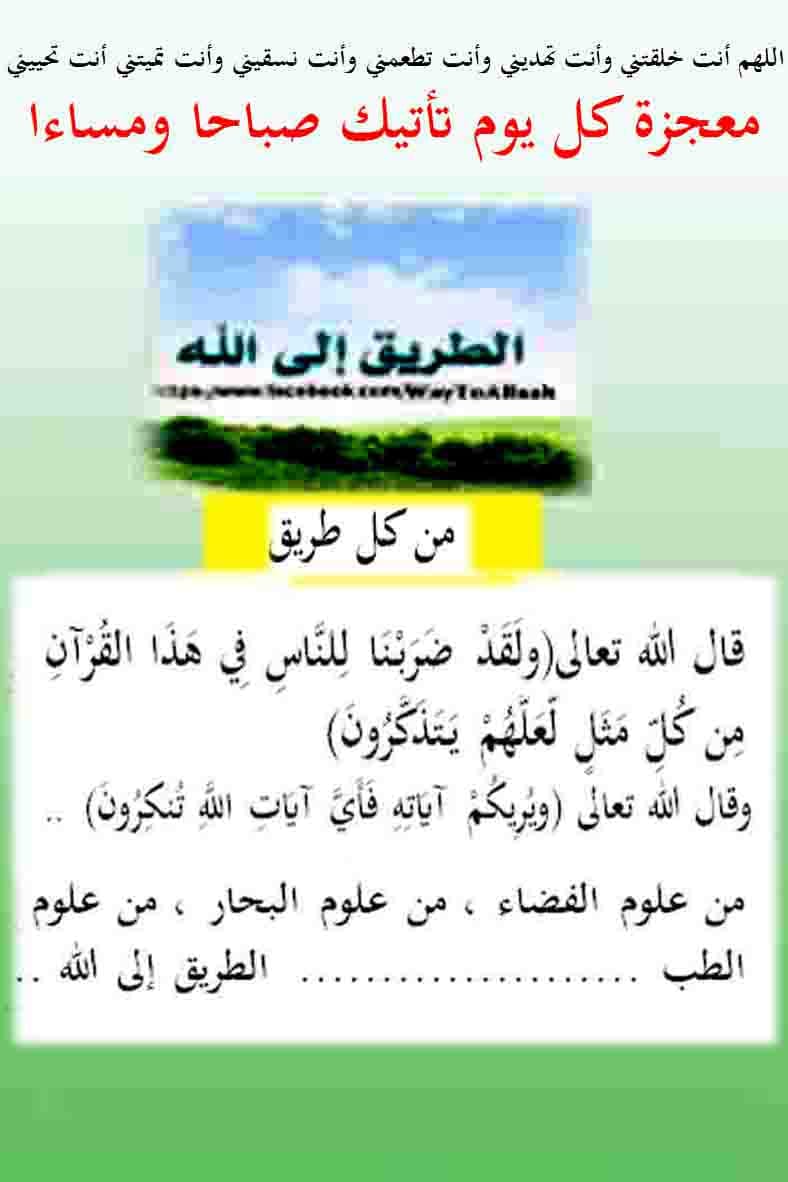 اللهم أنت خلقتني وأنت تهديني وأنت تطعمني وأنت تسقيني وأنت تميتني أنت تحييني
معجزة كل يوم تأتيك صباحا ومساءا
الطريق إلى الله
https://www.facebook.com/WayToAllaah
من كل طريق
قال الله تعالى(ولَقَدْ ضَرَبْنَا لِلنَّاسِ فِي هَذَا القُرْآنِ
مِن كُلِّ مَثَلٍ لَّعَلَّهُمْ يَتَذَكَّرُونَ)
وقال الله تعالى (ويُرِيكُمْ آيَاتِهِ فَأَيَّ آيَاتِ اللَّهِ تُنكِرُونَ) ..
من علوم الفضاء ، من علوم البحار ، من علوم
الطب ..................... الطريق إلى الله ..